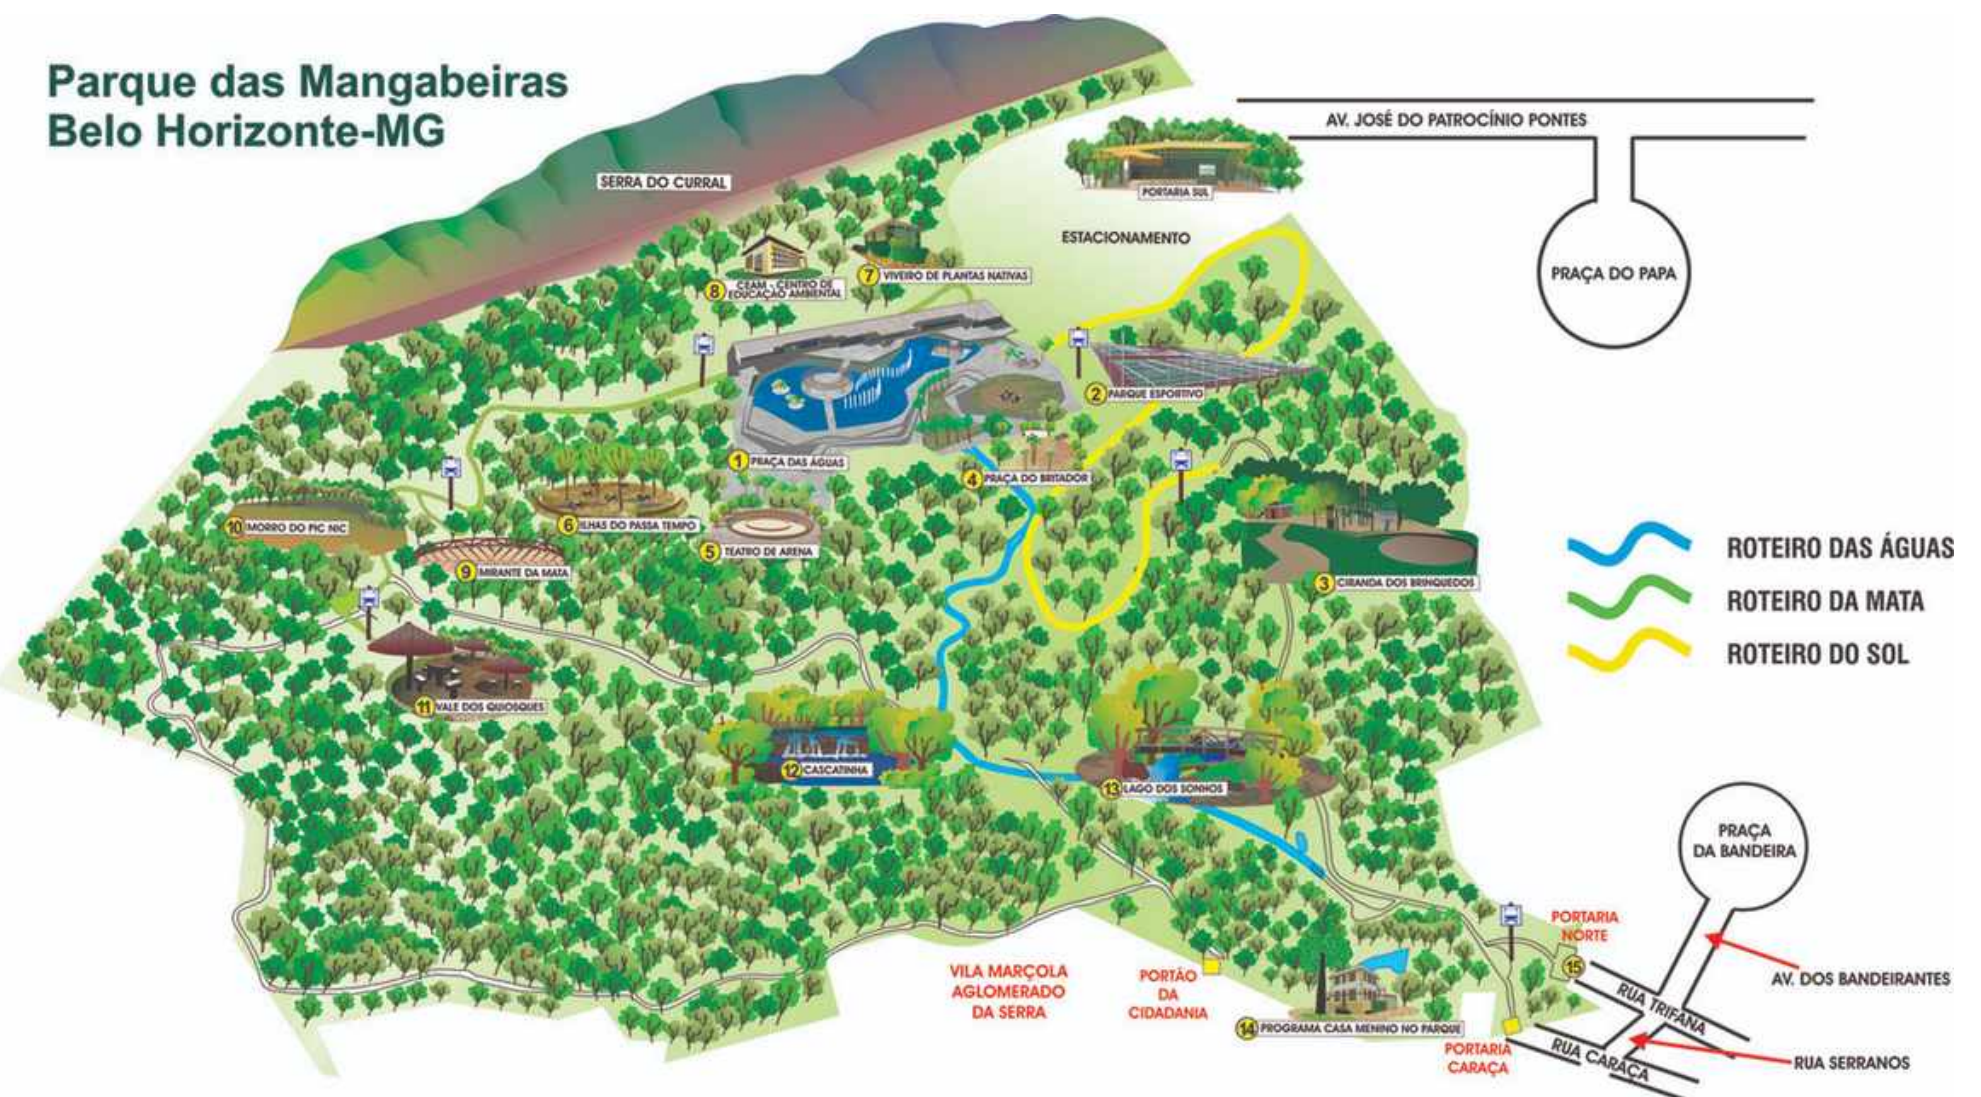 Parque das Mangabeiras
Belo Horizonte-MG
SERRA DO CURRAL
AV. JOSÉ DO PATROCÍNIO PONTES
PORTARIA SUL
ESTACIONAMENTO
PRAÇA DO PAPA
7 VIVEIRO DE PLANTAS NATIVAS
8 CEAM - CENTRO DE
EDUCAÇÃO AMBIENTAL
2 PARQUE ESPORTIVO
1 PRAÇA DAS ÁGUAS
4 PRAÇA DO BRITADOR
10 MORRO DO PIC NIC
6 ILHAS DO PASSA TEMPO
5 TEATRO DE ARENA
9 MIRANTE DA MATA
3 CIRANDA DOS BRINQUEDOS
ROTEIRO DAS ÁGUAS
ROTEIRO DA MATA
ROTEIRO DO SOL
11 VALE DOS QUIOSQUES
12 CASCATINHA
13 LAGO DOS SONHOS
PRAÇA
DA BANDEIRA
PORTARIA
NORTE
15
AV. DOS BANDEIRANTES
VILA MARÇOLA
AGLOMERADO
DA SERRA
PORTÃO
DA
CIDADANIA
14 PROGRAMA CASA MENINO NO PARQUE
RUA TRIFANA
PORTARIA
CARAÇA
RUA CARAÇA
RUA SERRANOS